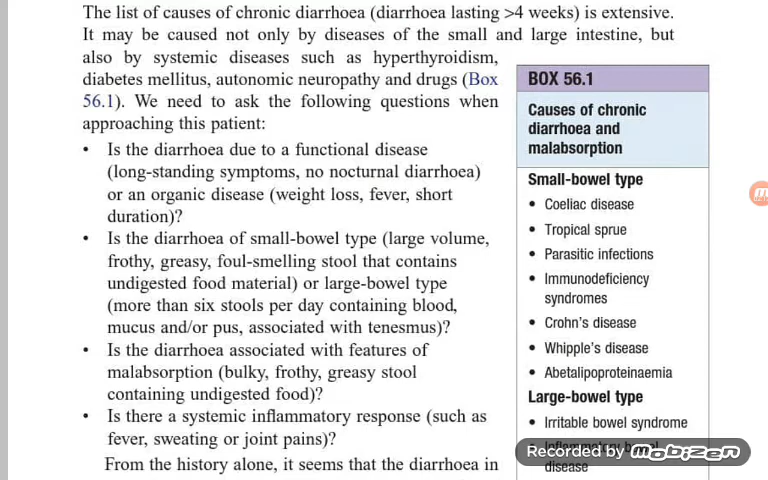 The list of causes of chronic diarrhoea (diarrhoea lasting >4 weeks) is extensive.
It may be caused not only by diseases of the small and large intestine, but
also by systemic diseases such as hyperthyroidism,
diabetes mellitus, autonomic neuropathy and drugs (Box
56.1). We need to ask the following questions when
approaching this patient:
• Is the diarrhoea due to a functional disease
(long-standing symptoms, no nocturnal diarrhoea)
or an organic disease (weight loss, fever, short
duration)?
• Is the diarrhoea of small-bowel type (large volume,
frothy, greasy, foul-smelling stool that contains
undigested food material) or large-bowel type
(more than six stools per day containing blood,
mucus and/or pus, associated with tenesmus)?
• Is the diarrhoea associated with features of
malabsorption (bulky, frothy, greasy stool
containing undigested food)?
• Is there a systemic inflammatory response (such as
fever, sweating or joint pains)?
From the history alone, it seems that the diarrhoea in
BOX 56.1
Causes of chronic
diarrhoea and
malabsorption
Small-bowel type
• Coeliac disease
• Tropical sprue
• Parasitic infections
• Immunodeficiency
syndromes
• Crohn's disease
• Whipple's disease
• Abetalipoproteinaemia
Large-bowel type
• Irritable bowel syndrome
• Inflammatory bowel
disease
Recorded by mobizen